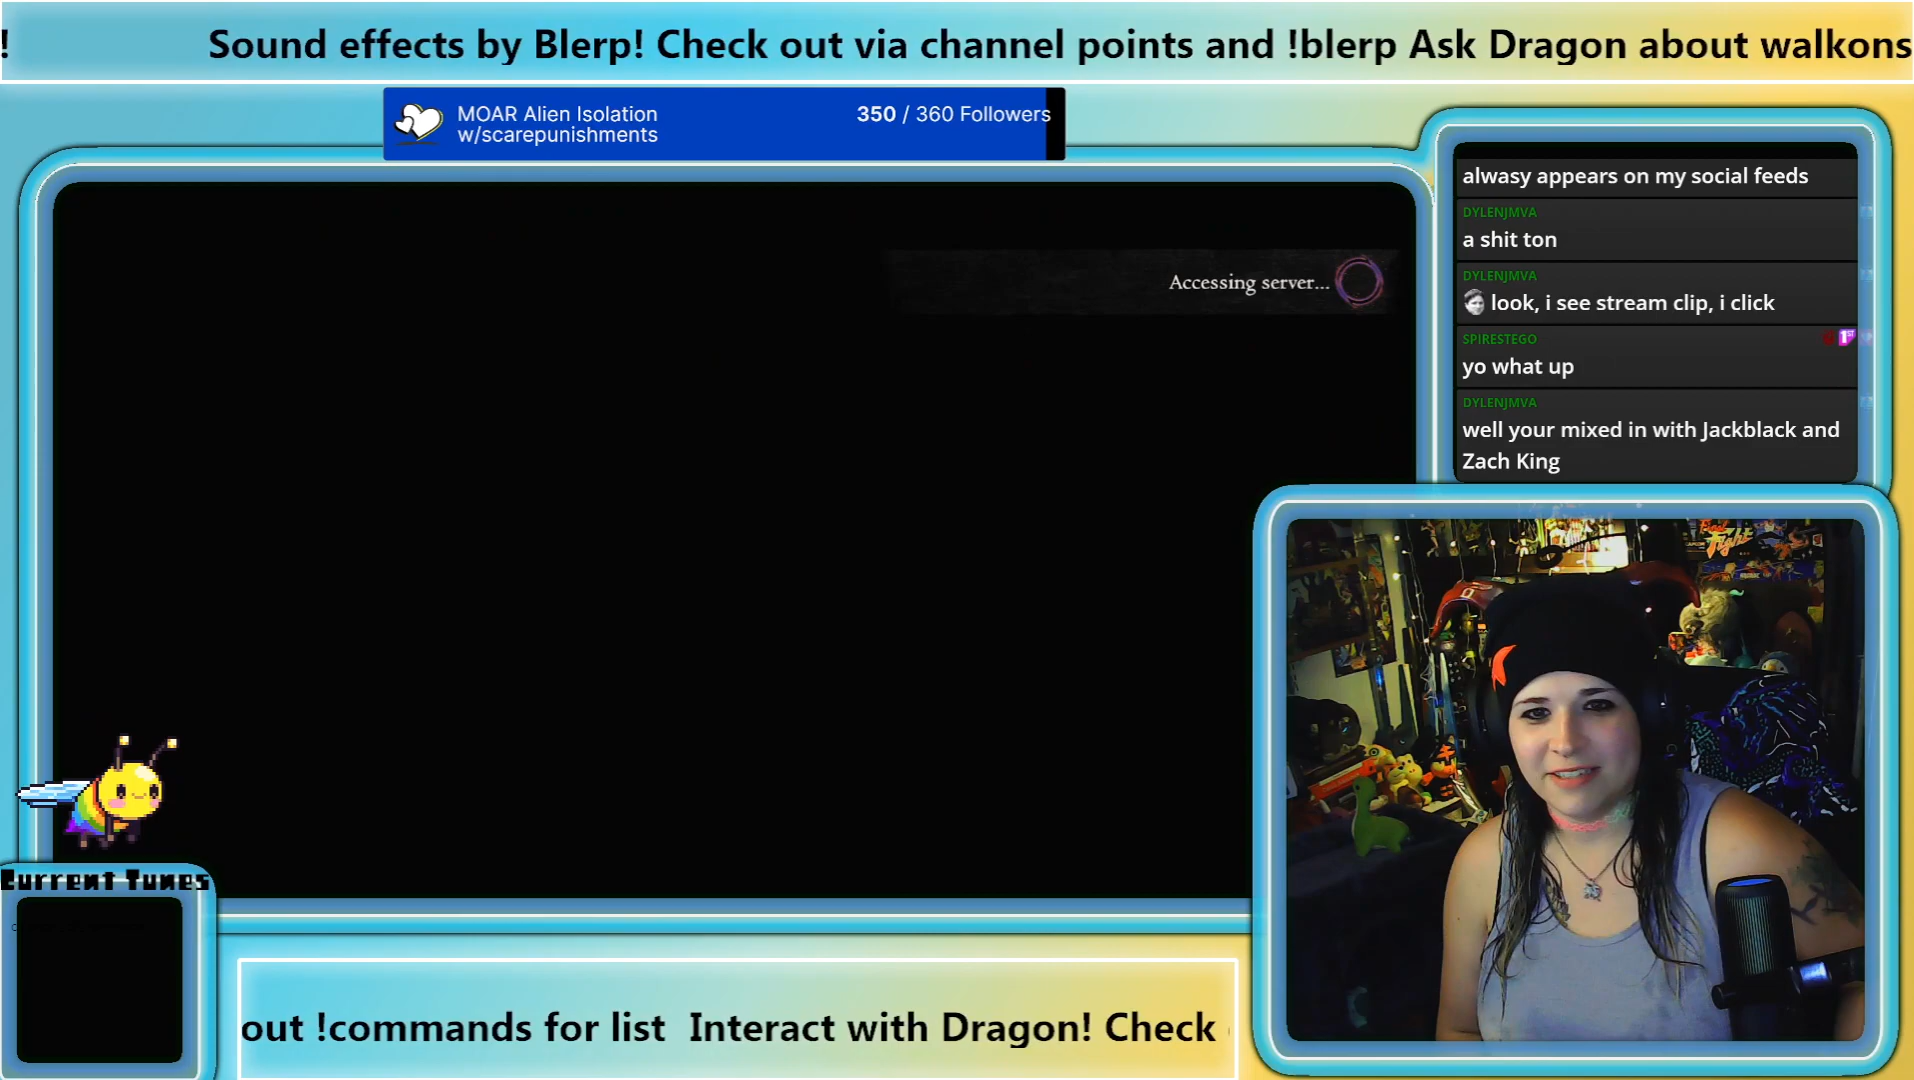 !
Sound effects by Blerp! Check out via channel points and !blerp Ask Dragon about walkons
MOAR Alien Isolation
w/scarepunishments
350 / 360 Followers
Accessing server...
alwasy appears on my social feeds
DYLENJMVA
a shit ton
DYLENJMVA
look, i see stream clip, i click
SPIRESTEGO
yo what up
DYLENJMVA
well your mixed in with Jackblack and
Zach King
Final
Fight
Current Tunes
out !commands for list Interact with Dragon! Check